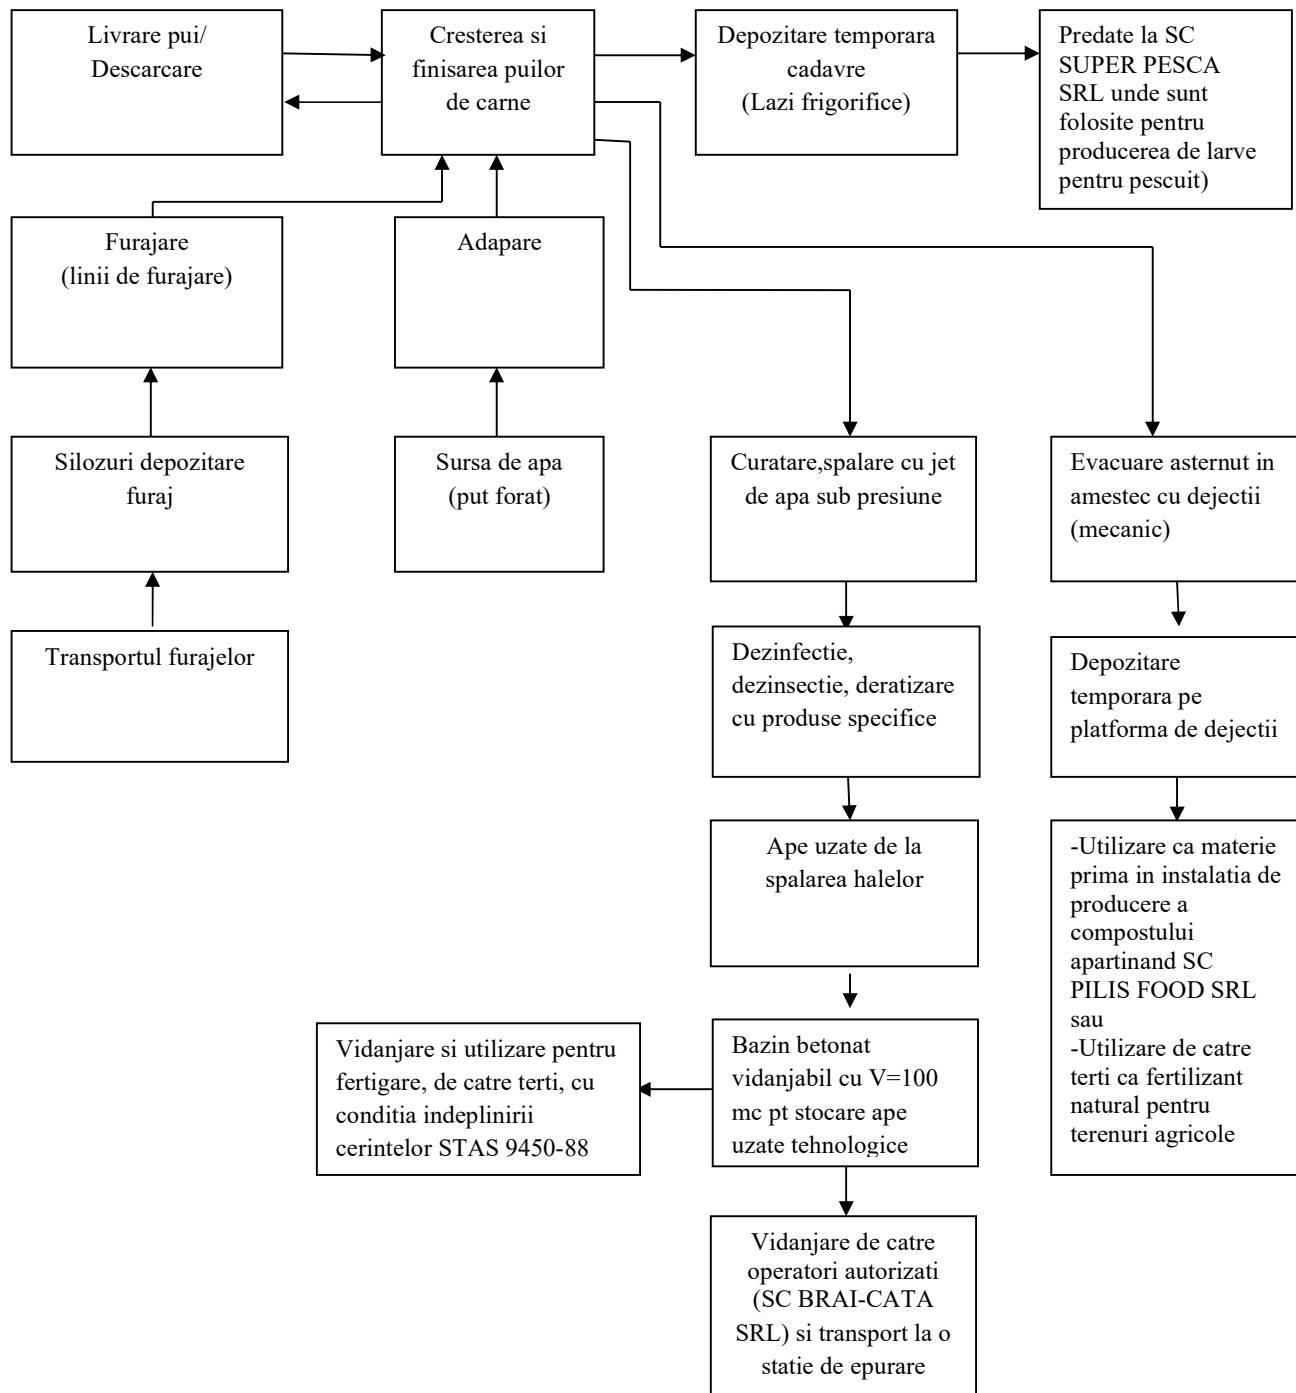 Livrare pui/
Descarcare
Cresterea si
finisarea puilor
de carne
Depozitare temporara
cadavre
(Lazi frigorifice)
Predate la SC
SUPER PESCA
SRL unde sunt
folosite pentru
producerea de larve
pentru pescuit)
Furajare
(linii de furajare)
Adapare
Silozuri depozitare
furaj
Sursa de apa
(put forat)
Curatare,spalare cu jet
de apa sub presiune
Evacuare asternut in
amestec cu dejectii
(mecanic)
Transportul furajelor
Dezinfectie,
dezinsectie, deratizare
cu produse specifice
Depozitare
temporara pe
platforma de dejectii
Ape uzate de la
spalarea halelor
-Utilizare ca materie
prima in instalatia de
producere a
compostului
apartinand SC
PILIS FOOD SRL
sau
-Utilizare de catre
terti ca fertilizant
natural pentru
terenuri agricole
Vidanjare si utilizare pentru
fertigare, de catre terti, cu
conditia indeplinirii
cerintelor STAS 9450-88
Bazin betonat
vidanjabil cu V=100
mc pt stocare ape
uzate tehnologice
Vidanjare de catre
operatori autorizati
(SC BRAI-CATA
SRL) si transport la o
statie de epurare